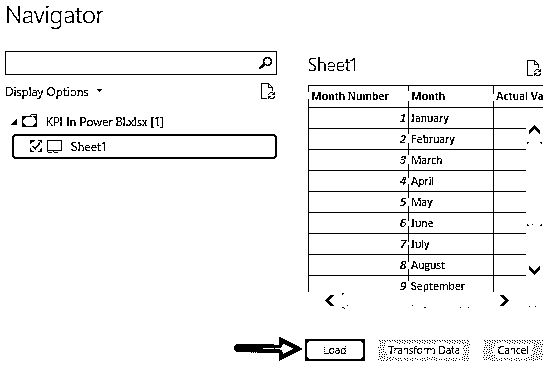 Navigator
Display Options
KPI In Power BI.xlsx [1]
Sheet1
Sheet1
Month Number Month Actual Va
1 January
2 February
3 March
4 April
5 May
6 June
7 July
8 August
9 September
Load Transform Data Cancel